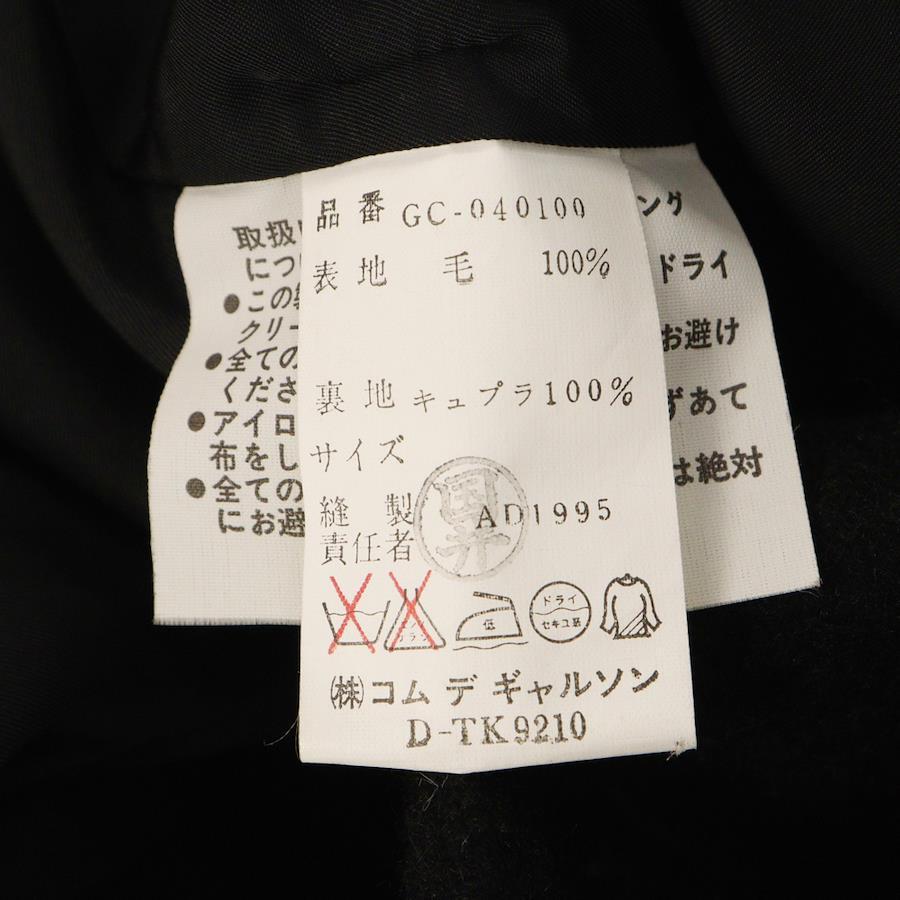 品番 GC-040100
表地 毛 100%
裏地 キュプラ100%
サイズ
縫製 AD1995
責任者
国井
低
ドライ
セキユ系
(株)コム デ ギャルソン
D-TK9210
取扱い
につい
●この製
クリー
●全ての
くださ
●アイロ
布をし
●全ての
にお避
ング
ドライ
お避け
ずあて
は絶対